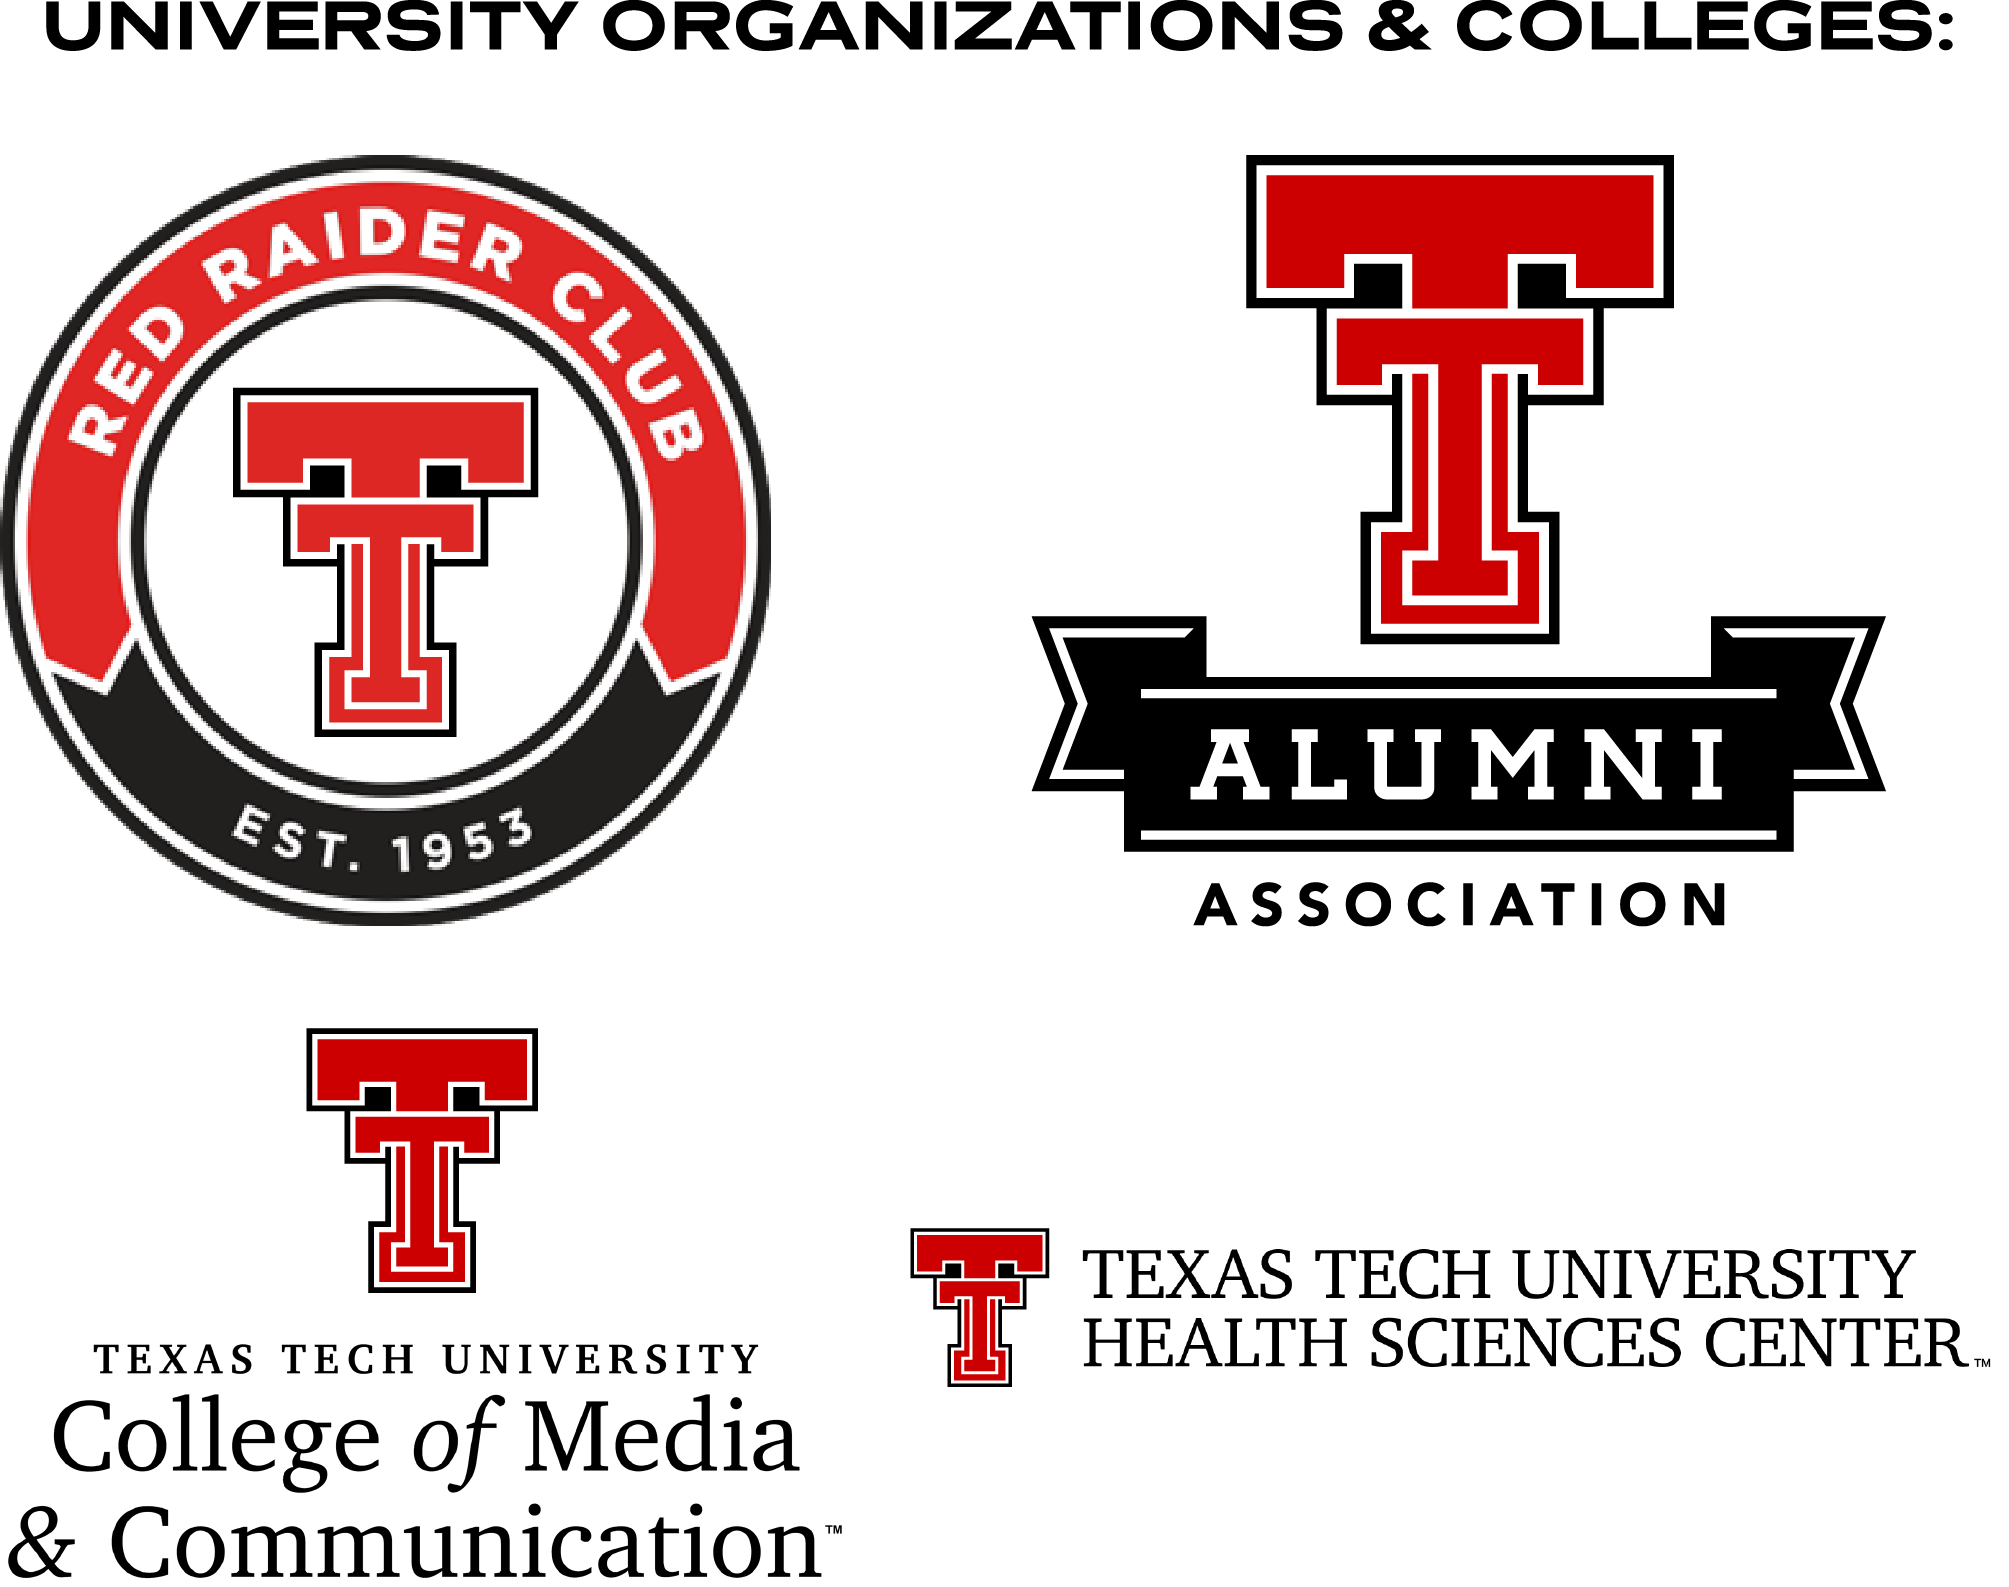 UNIVERSITY ORGANIZATIONS & COLLEGES:
RED RAIDER CLUB
EST. 1953
ALUMNI
ASSOCIATION
TEXAS TECH UNIVERSITY
College of Media
& Communication™
TEXAS TECH UNIVERSITY
HEALTH SCIENCES CENTER™